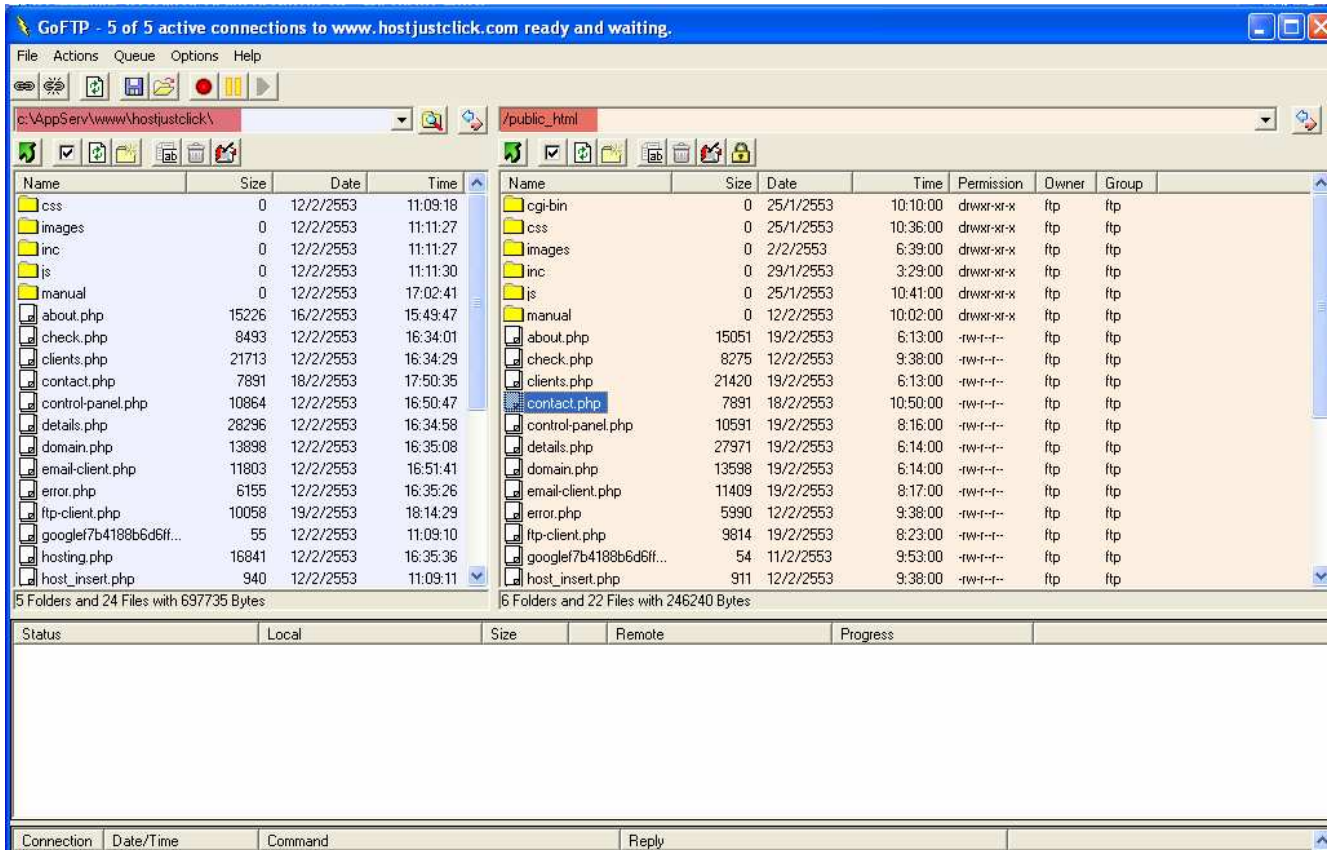 GoFTP - 5 of 5 active connections to www.hostjustclick.com ready and waiting.
File Actions Queue Options Help
c:\AppServ\www\hostjustclick\
/public_html
Name Size Date Time
css 0 12/2/2553 11:09:18
images 0 12/2/2553 11:11:27
inc 0 12/2/2553 11:11:27
js 0 12/2/2553 11:11:30
manual 0 12/2/2553 17:02:41
about.php 15226 16/2/2553 15:49:47
check.php 8493 12/2/2553 16:34:01
clients.php 21713 12/2/2553 16:34:29
contact.php 7891 18/2/2553 17:50:35
control-panel.php 10864 12/2/2553 16:50:47
details.php 28296 12/2/2553 16:34:58
domain.php 13898 12/2/2553 16:35:08
email-client.php 11803 12/2/2553 16:51:41
error.php 6155 12/2/2553 16:35:26
ftp-client.php 10058 19/2/2553 18:14:29
googlef7b4188b6d6ff... 55 12/2/2553 11:09:10
hosting.php 16841 12/2/2553 16:35:36
host_insert.php 940 12/2/2553 11:09:11
5 Folders and 24 Files with 697735 Bytes
Name Size Date Time Permission Owner Group
cgi-bin 0 25/1/2553 10:10:00 drwxr-xr-x ftp ftp
css 0 25/1/2553 10:36:00 drwxr-xr-x ftp ftp
images 0 2/2/2553 6:39:00 drwxr-xr-x ftp ftp
inc 0 29/1/2553 3:29:00 drwxr-xr-x ftp ftp
js 0 25/1/2553 10:41:00 drwxr-xr-x ftp ftp
manual 0 12/2/2553 10:02:00 drwxr-xr-x ftp ftp
about.php 15051 19/2/2553 6:13:00 -rw-r--r-- ftp ftp
check.php 8275 12/2/2553 9:38:00 -rw-r--r-- ftp ftp
clients.php 21420 19/2/2553 6:13:00 -rw-r--r-- ftp ftp
contact.php 7891 18/2/2553 10:50:00 -rw-r--r-- ftp ftp
control-panel.php 10591 19/2/2553 8:16:00 -rw-r--r-- ftp ftp
details.php 27971 19/2/2553 6:14:00 -rw-r--r-- ftp ftp
domain.php 13598 19/2/2553 6:14:00 -rw-r--r-- ftp ftp
email-client.php 11409 19/2/2553 8:17:00 -rw-r--r-- ftp ftp
error.php 5990 12/2/2553 9:38:00 -rw-r--r-- ftp ftp
ftp-client.php 9814 19/2/2553 8:23:00 -rw-r--r-- ftp ftp
googlef7b4188b6d6ff... 54 11/2/2553 9:53:00 -rw-r--r-- ftp ftp
host_insert.php 911 12/2/2553 9:38:00 -rw-r--r-- ftp ftp
6 Folders and 22 Files with 246240 Bytes
Status Local Size Remote Progress
Connection Date/Time Command Reply